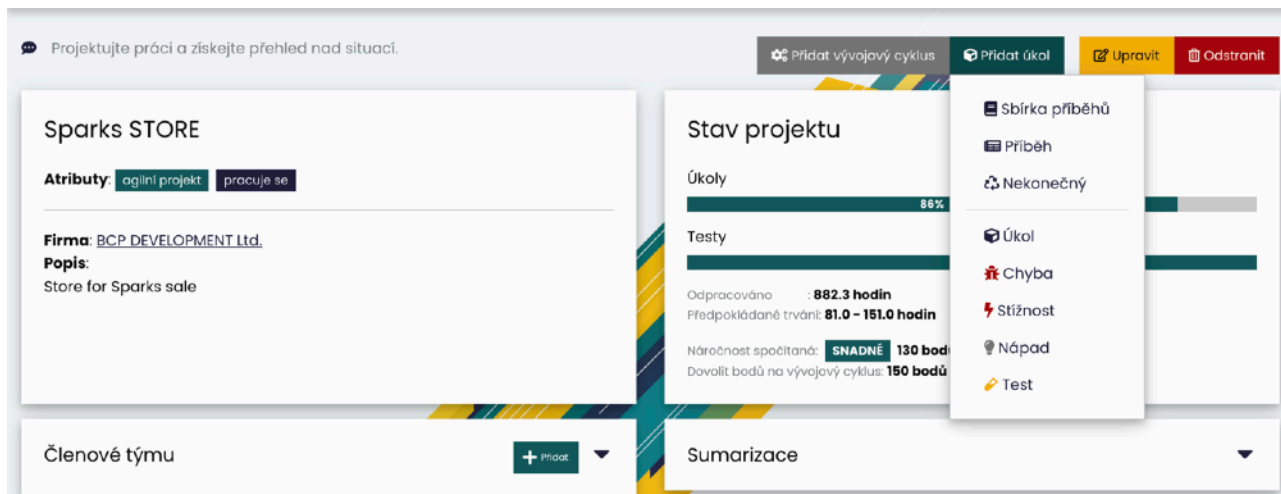 Projektujte práci a získejte přehled nad situací.
Přidat vývojový cyklus
Přidat úkol
Upravit
Odstranit
Sbírka příběhů
Příběh
Nekonečný
Úkol
Chyba
Stížnost
Nápad
Test
Sparks STORE
Atributy: agilní projekt pracuje se
Firma: BCP DEVELOPMENT Ltd.
Popis:
Store for Sparks sale
Stav projektu
Úkoly
86%
Testy
Odpracováno : 882.3 hodin
Předpokládané trvání: 81.0 - 151.0 hodin
Náročnost spočítaná: SNADNÉ 130 bod
Dovolit bodů na vývojový cyklus: 150 bodů
Členové týmu
Přidat
Sumarizace